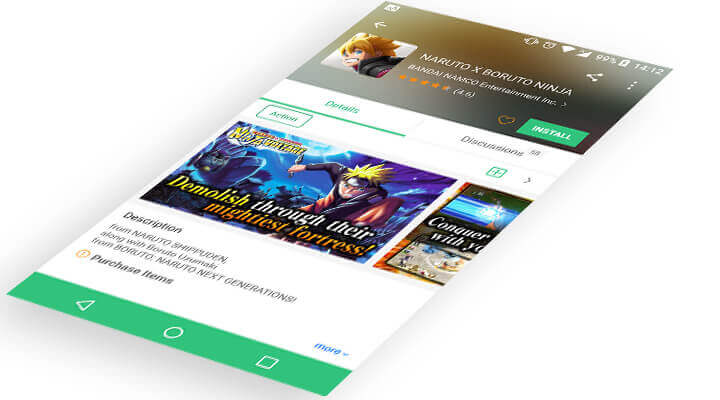 99% 14:12
NARUTO X BORUTO NINJA
BANDAI NAMCO Entertainment Inc. >
(4.6)
INSTALL
Details
Discussions 58
Action
NINJA VOLTAGE
Demolish through their
mightiest fortress!
Conquer
with yo
Description
from NARUTO SHIPPUDEN,
along with Boruto Uzumaki
from BORUTO: NARUTO NEXT GENERATIONS!
Purchase Items
more